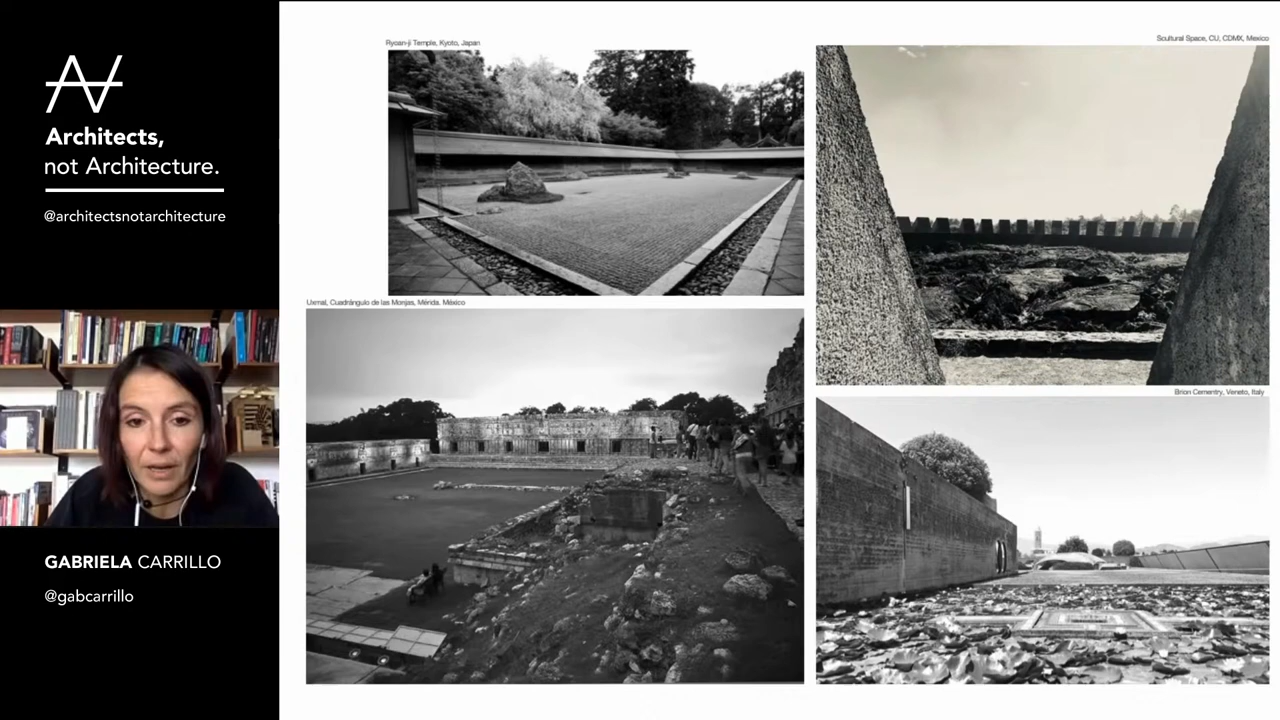 Architects,
not Architecture.
@architectsnotarchitecture
GABRIELA CARRILLO
@gabcarrillo
Ryoan-ji Temple, Kyoto, Japan
Scultural Space, CU, CDMX, Mexico
Uxmal, Cuadrángulo de las Monjas, Mérida. México
Brion Cementry, Veneto, Italy